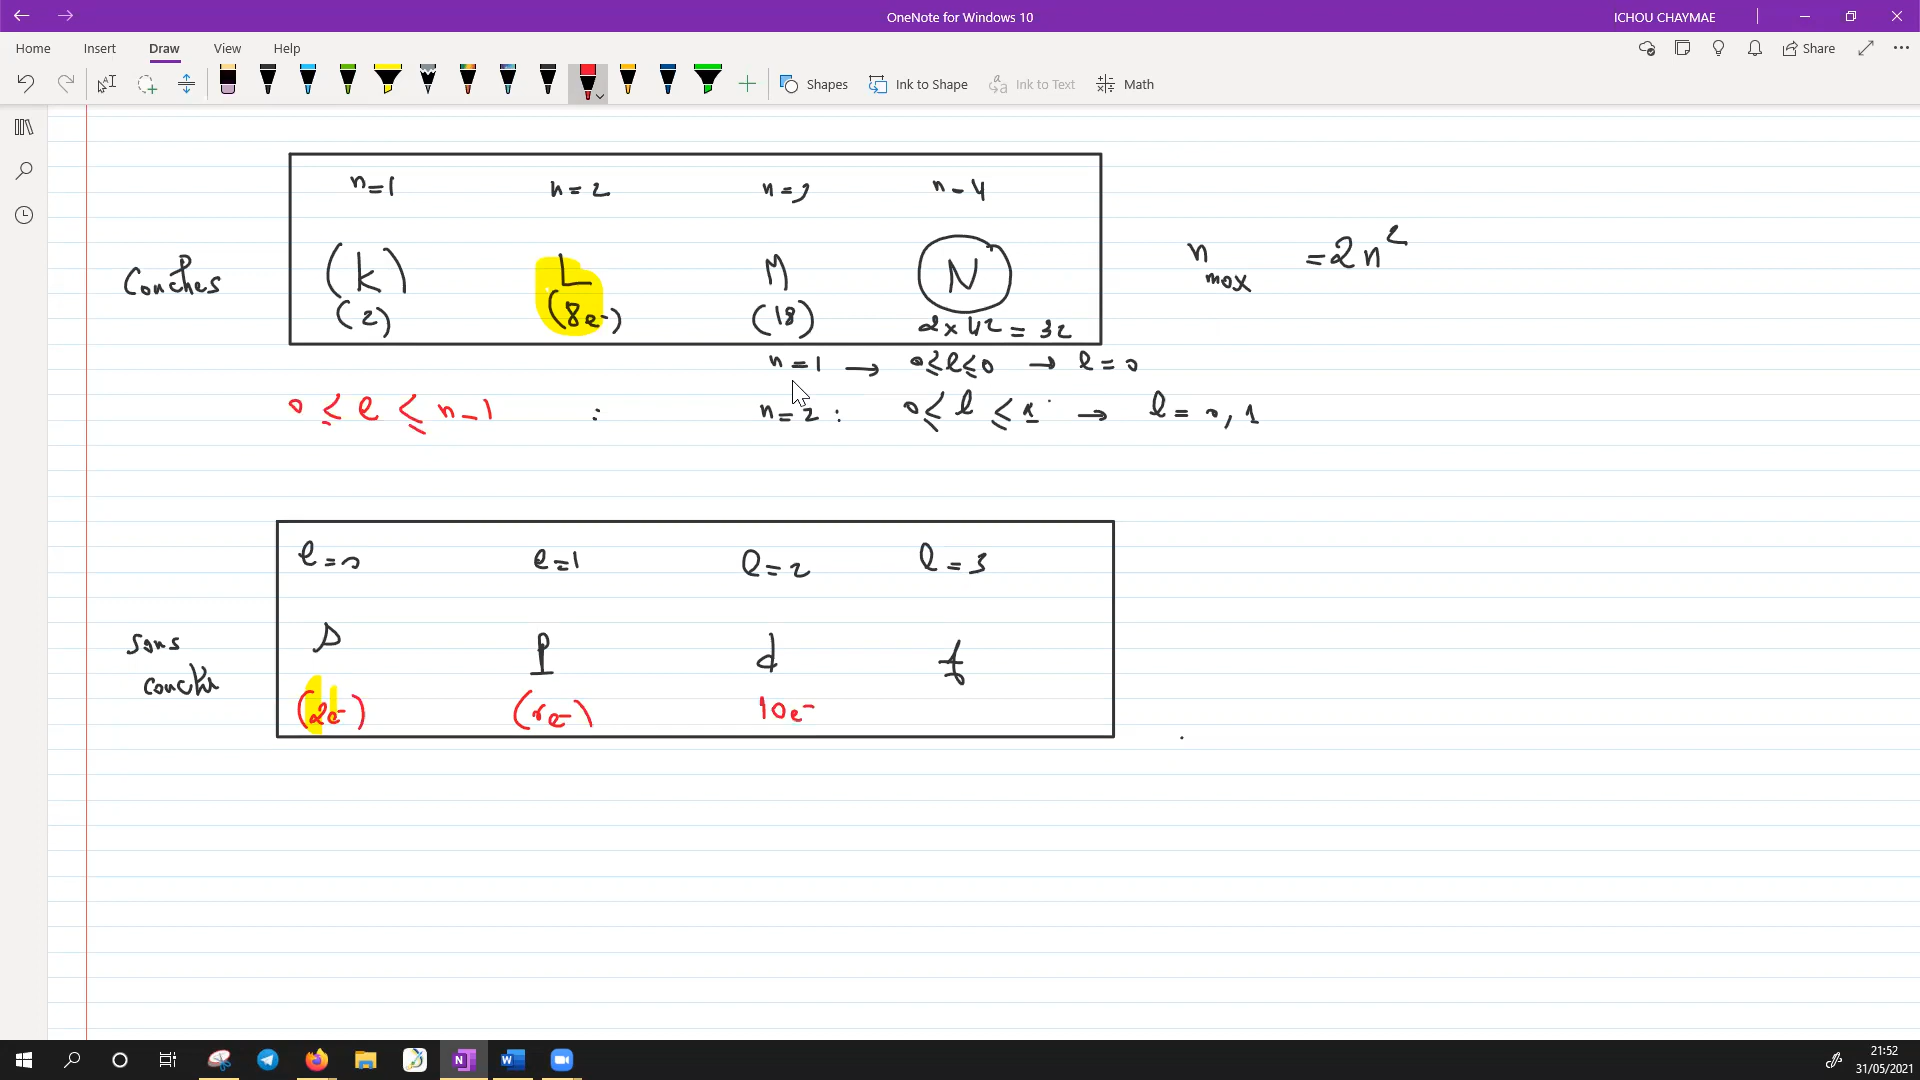 OneNote for Windows 10
ICHOU CHAYMAE
Home Insert Draw View Help
Share
Shapes Ink to Shape Ink to Text Math
n=1 n=2 n=3 n-4
Couches (K) L M N
(2) (8e-) (18) 2×4² = 32
n max = 2n²
n=1 → 0≤l≤0 → l=0
0 ≤ l ≤ n-1 : n=2 : 0≤ l ≤1 → l = 0, 1
l=0 l=1 l=2 l=3
Sous couche s p d f
(2e-) (6e-) 10e-
21:52
31/05/2021